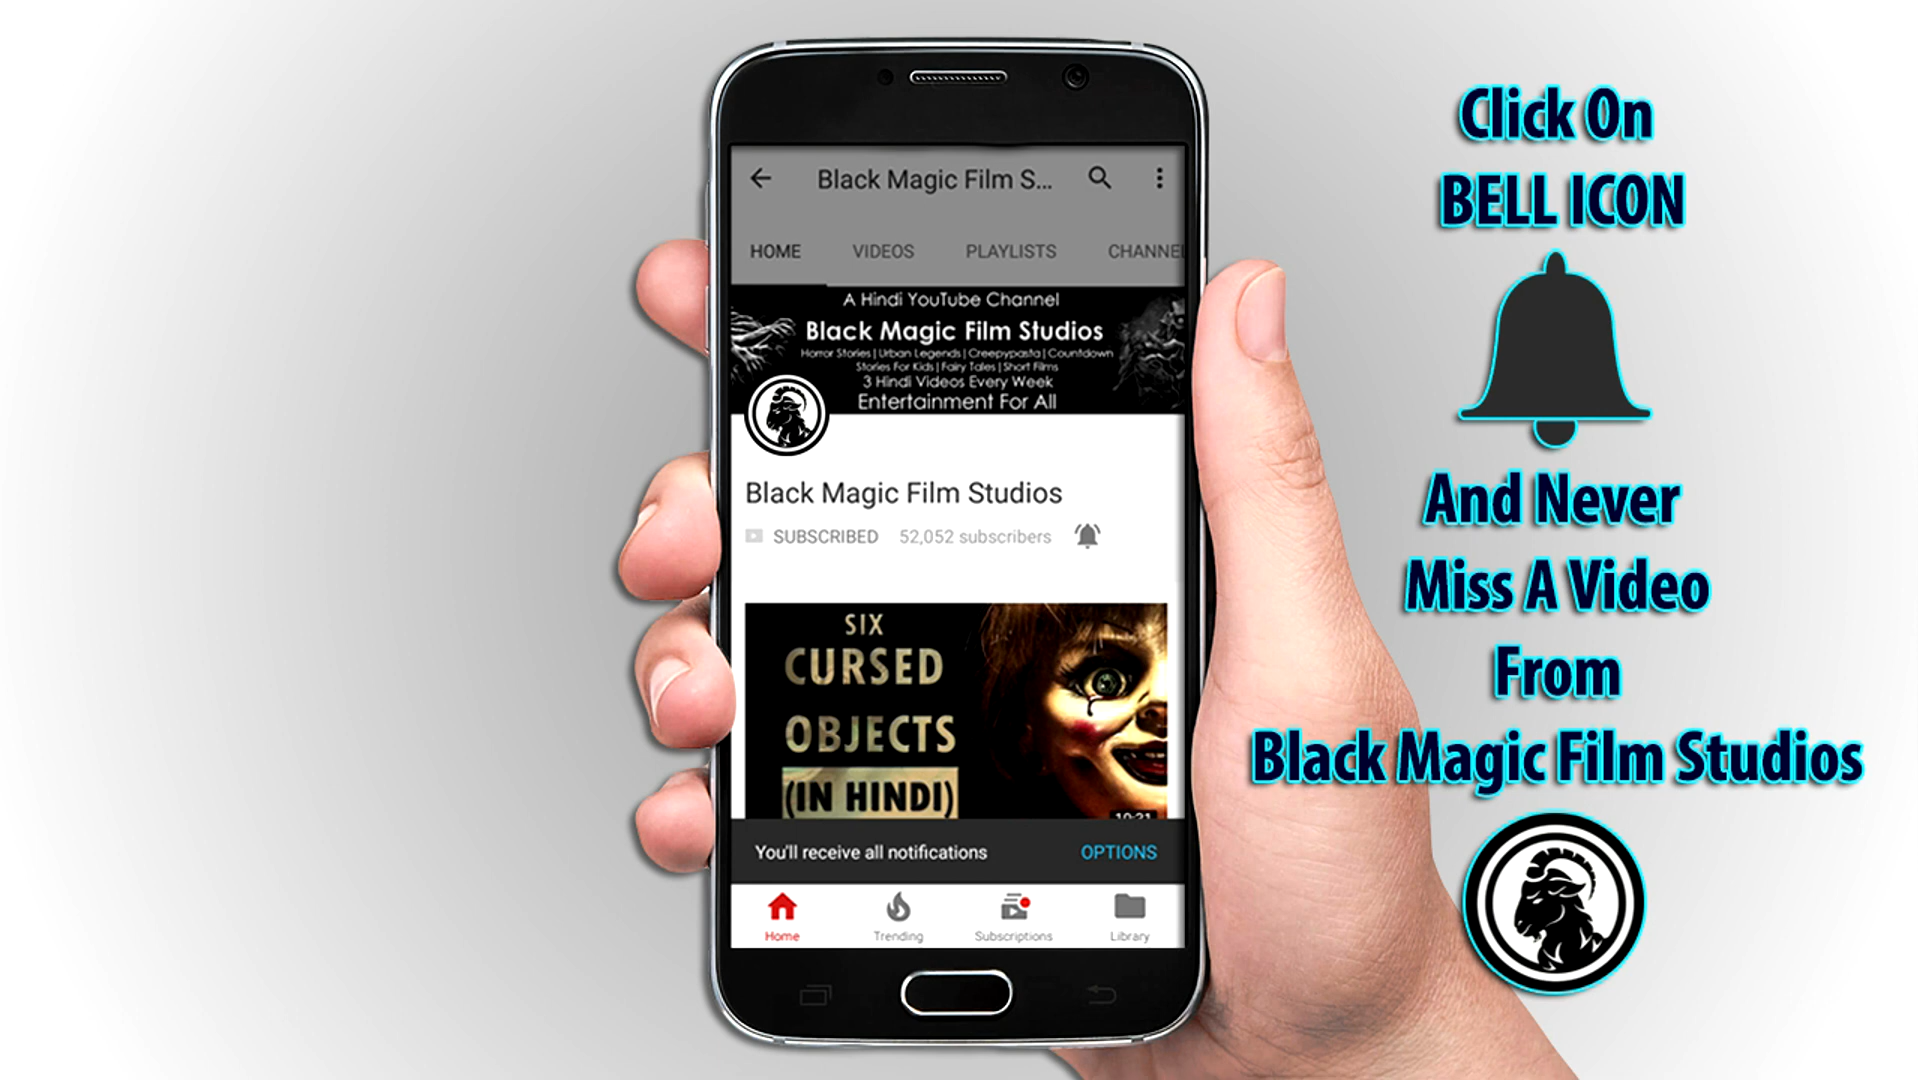 Black Magic Film S...
HOME VIDEOS PLAYLISTS CHANNEL
A Hindi YouTube Channel
Black Magic Film Studios
Horror Stories | Urban Legends | Creepypasta | Countdown
Stories For Kids | Fairy Tales | Short Films
3 Hindi Videos Every Week
Entertainment For All
Black Magic Film Studios
SUBSCRIBED 52,052 subscribers
SIX
CURSED
OBJECTS
(IN HINDI)
10:21
You'll receive all notifications OPTIONS
Home Trending Subscriptions Library
Click On
BELL ICON
And Never
Miss A Video
From
Black Magic Film Studios